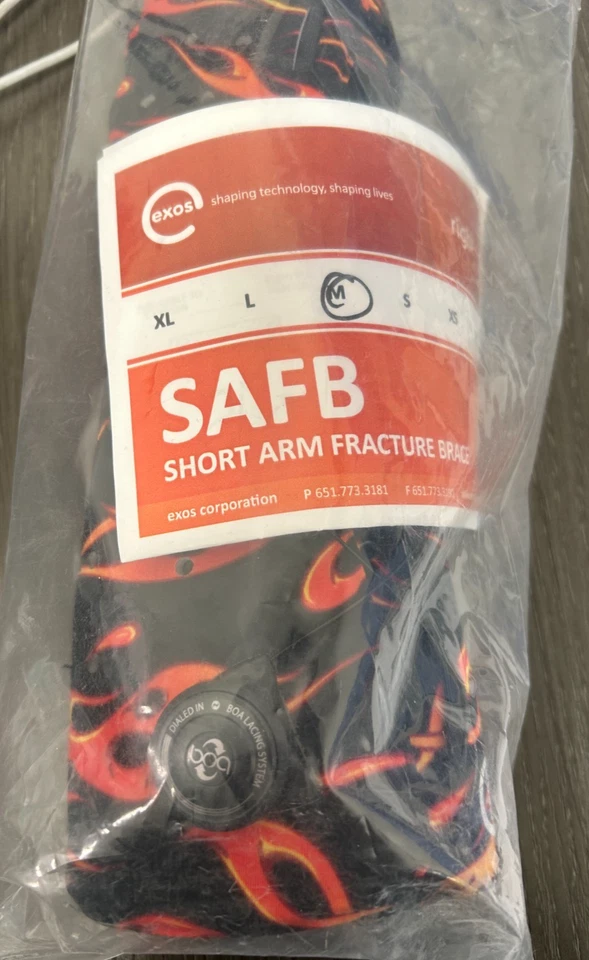 exos
shaping technology, shaping lives
XL L M S XS
SAFB
SHORT ARM FRACTURE BRACE
exos corporation P 651.773.3181
DIALED IN BOA LACING SYSTEM
boa